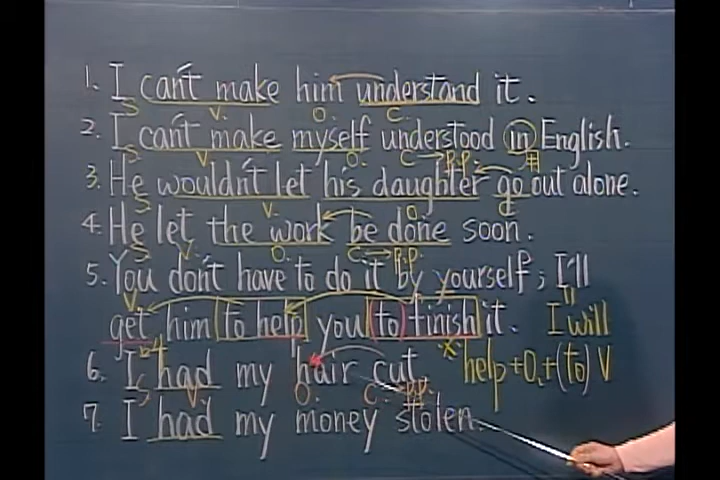 1. I can't make him understand it.
S V. O. C.
2. I can't make myself understood in English.
S V. O. C → P.P. 用
3. He wouldn't let his daughter go out alone.
S V. O. C
4. He let the work be done soon.
S V. O. C → P.P.
5. You don't have to do it by yourself; I'll
V. "
get him to help you (to) finish it. I will
help + O. + (to) V
6. I had my hair cut.
S V O. C. P.P.
7. I had my money stolen.